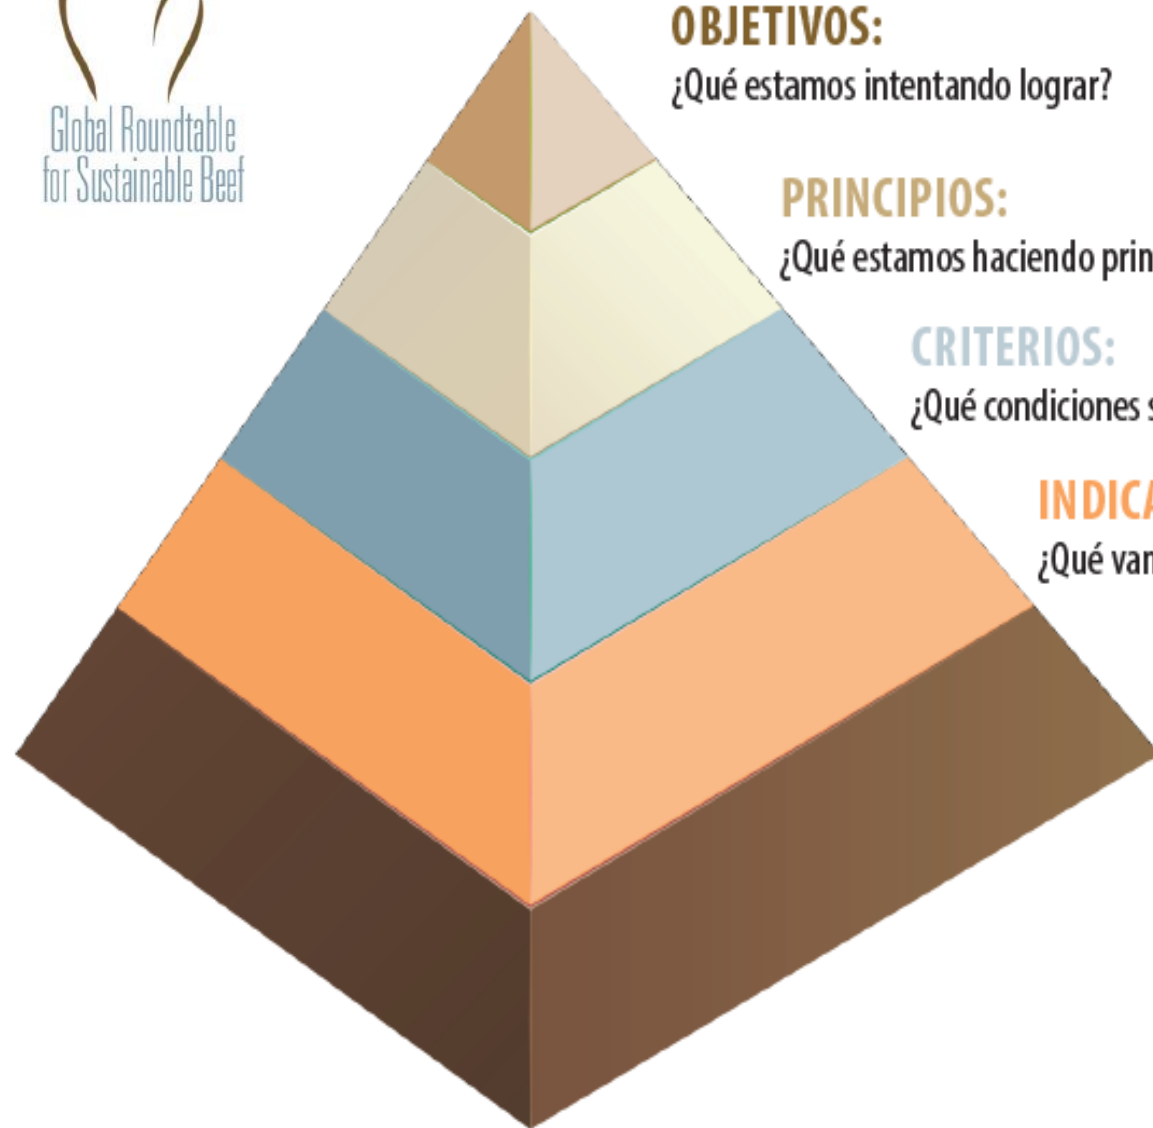 Global Roundtable
for Sustainable Beef
OBJETIVOS:
¿Qué estamos intentando lograr?
PRINCIPIOS:
¿Qué estamos haciendo
CRITERIOS:
¿Qué condiciones
¿Qué